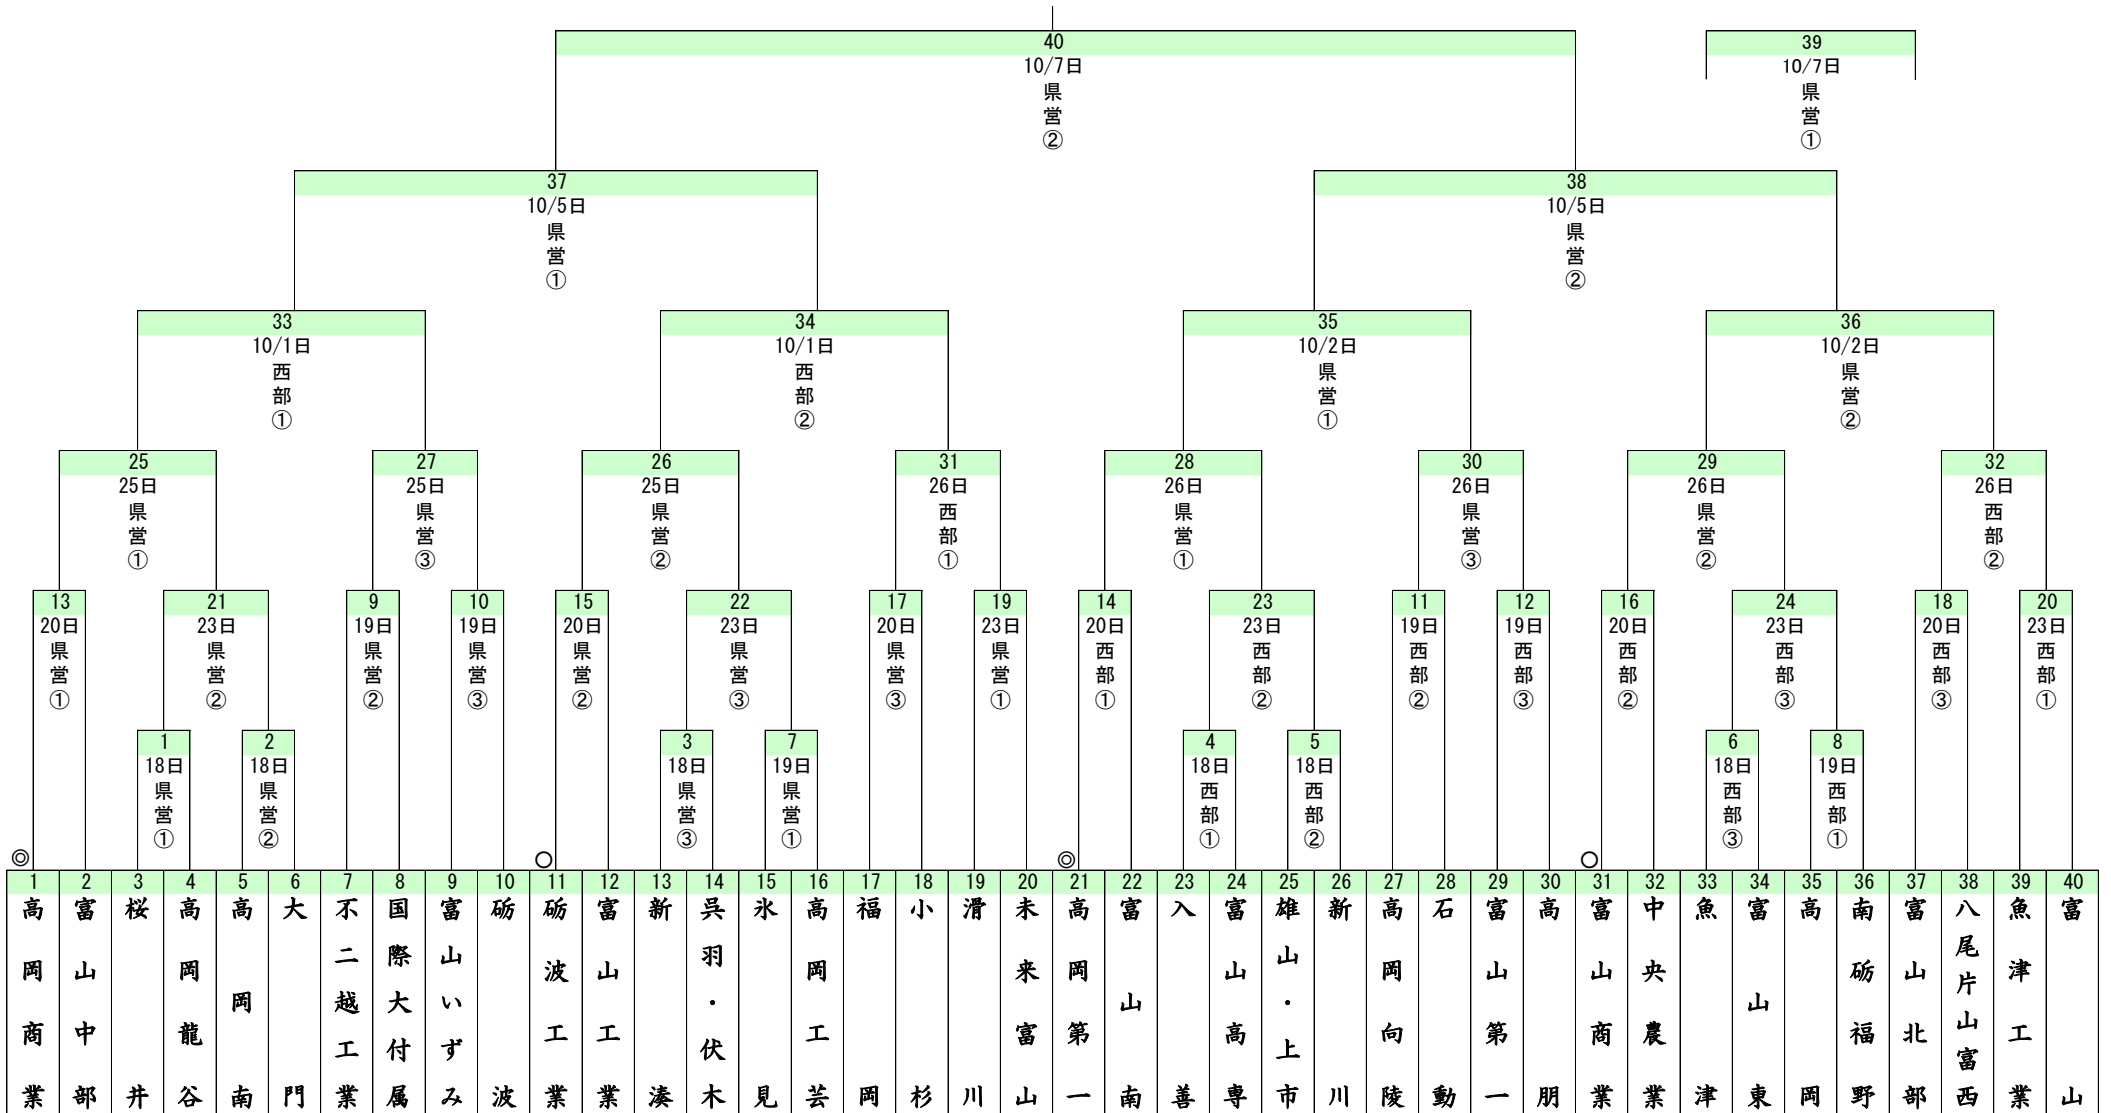 40 39
10/7日 10/7日
県営② 県営①
37 38
10/5日 10/5日
県営① 県営②
33 34 35 36
10/1日 10/1日 10/2日 10/2日
西部① 西部② 県営① 県営②
25 27 26 31 28 30 29 32
25日 25日 25日 26日 26日 26日 26日 26日
県営① 県営③ 県営② 西部① 県営① 県営③ 県営② 西部②
13 21 9 10 15 22 17 19 14 23 11 12 16 24 18 20
20日 23日 19日 19日 20日 23日 20日 23日 20日 23日 19日 19日 20日 23日 20日 23日
県営① 県営② 県営② 県営③ 県営② 県営③ 県営③ 県営① 西部① 西部② 西部② 西部③ 西部② 西部③ 西部③ 西部①
1 2 3 7 4 5 6 8
18日 18日 18日 19日 18日 18日 18日 19日
県営① 県営② 県営③ 県営① 西部① 西部② 西部③ 西部①
◎ ○ ◎ ○
1 高岡商業
2 富山中部
3 桜井
4 高岡龍谷
5 高岡南
6 大門
7 不二越工業
8 国際大付属
9 富山いずみ
10 砺波
11 砺波工業
12 富山工業
13 新湊
14 呉羽・伏木
15 氷見
16 高岡工芸
17 福岡
18 小杉
19 滑川
20 未来富山
21 高岡第一
22 富山南
23 入善
24 富山高専
25 雄山・上市
26 新川
27 高岡向陵
28 石動
29 富山第一
30 高朋
31 富山商業
32 中央農業
33 魚津
34 富山東
35 高岡
36 南砺福野
37 富山北部
38 八尾片山富西
39 魚津工業
40 富山